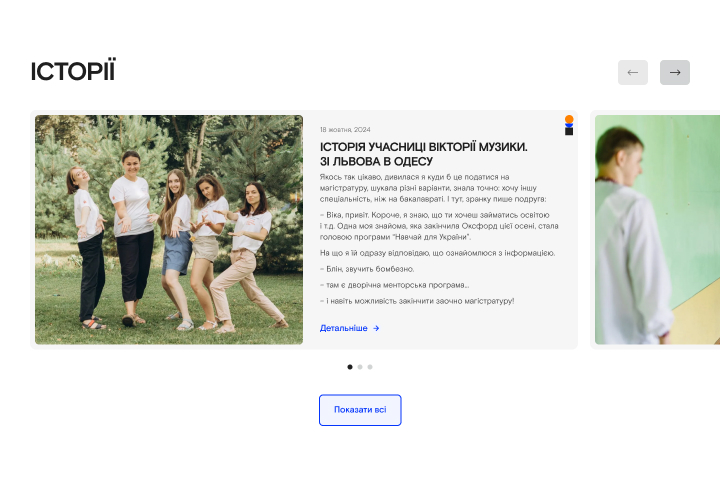 ІСТОРІЇ
18 жовтня, 2024
ІСТОРІЯ УЧАСНИЦІ ВІКТОРІЇ МУЗИКИ.
ЗІ ЛЬВОВА В ОДЕСУ
Якось так цікаво, дивилася я куди б це податися на
магістратуру, шукала різні варіанти, знала точно: хочу іншу
спеціальність, ніж на бакалавраті. І тут, зранку пише подруга:
– Віка, привіт. Короче, я знаю, що ти хочеш займатись освітою
і т.д. Одна моя знайома, яка закінчила Оксфорд цієї осені, стала
головою програми “Навчай для України”.
На що я їй одразу відповідаю, що ознайомлюся з інформацією.
– Блін, звучить бомбезно.
– там є дворічна менторська програма...
– і навіть можливість закінчити заочно магістратуру!
Детальніше →
Показати всі